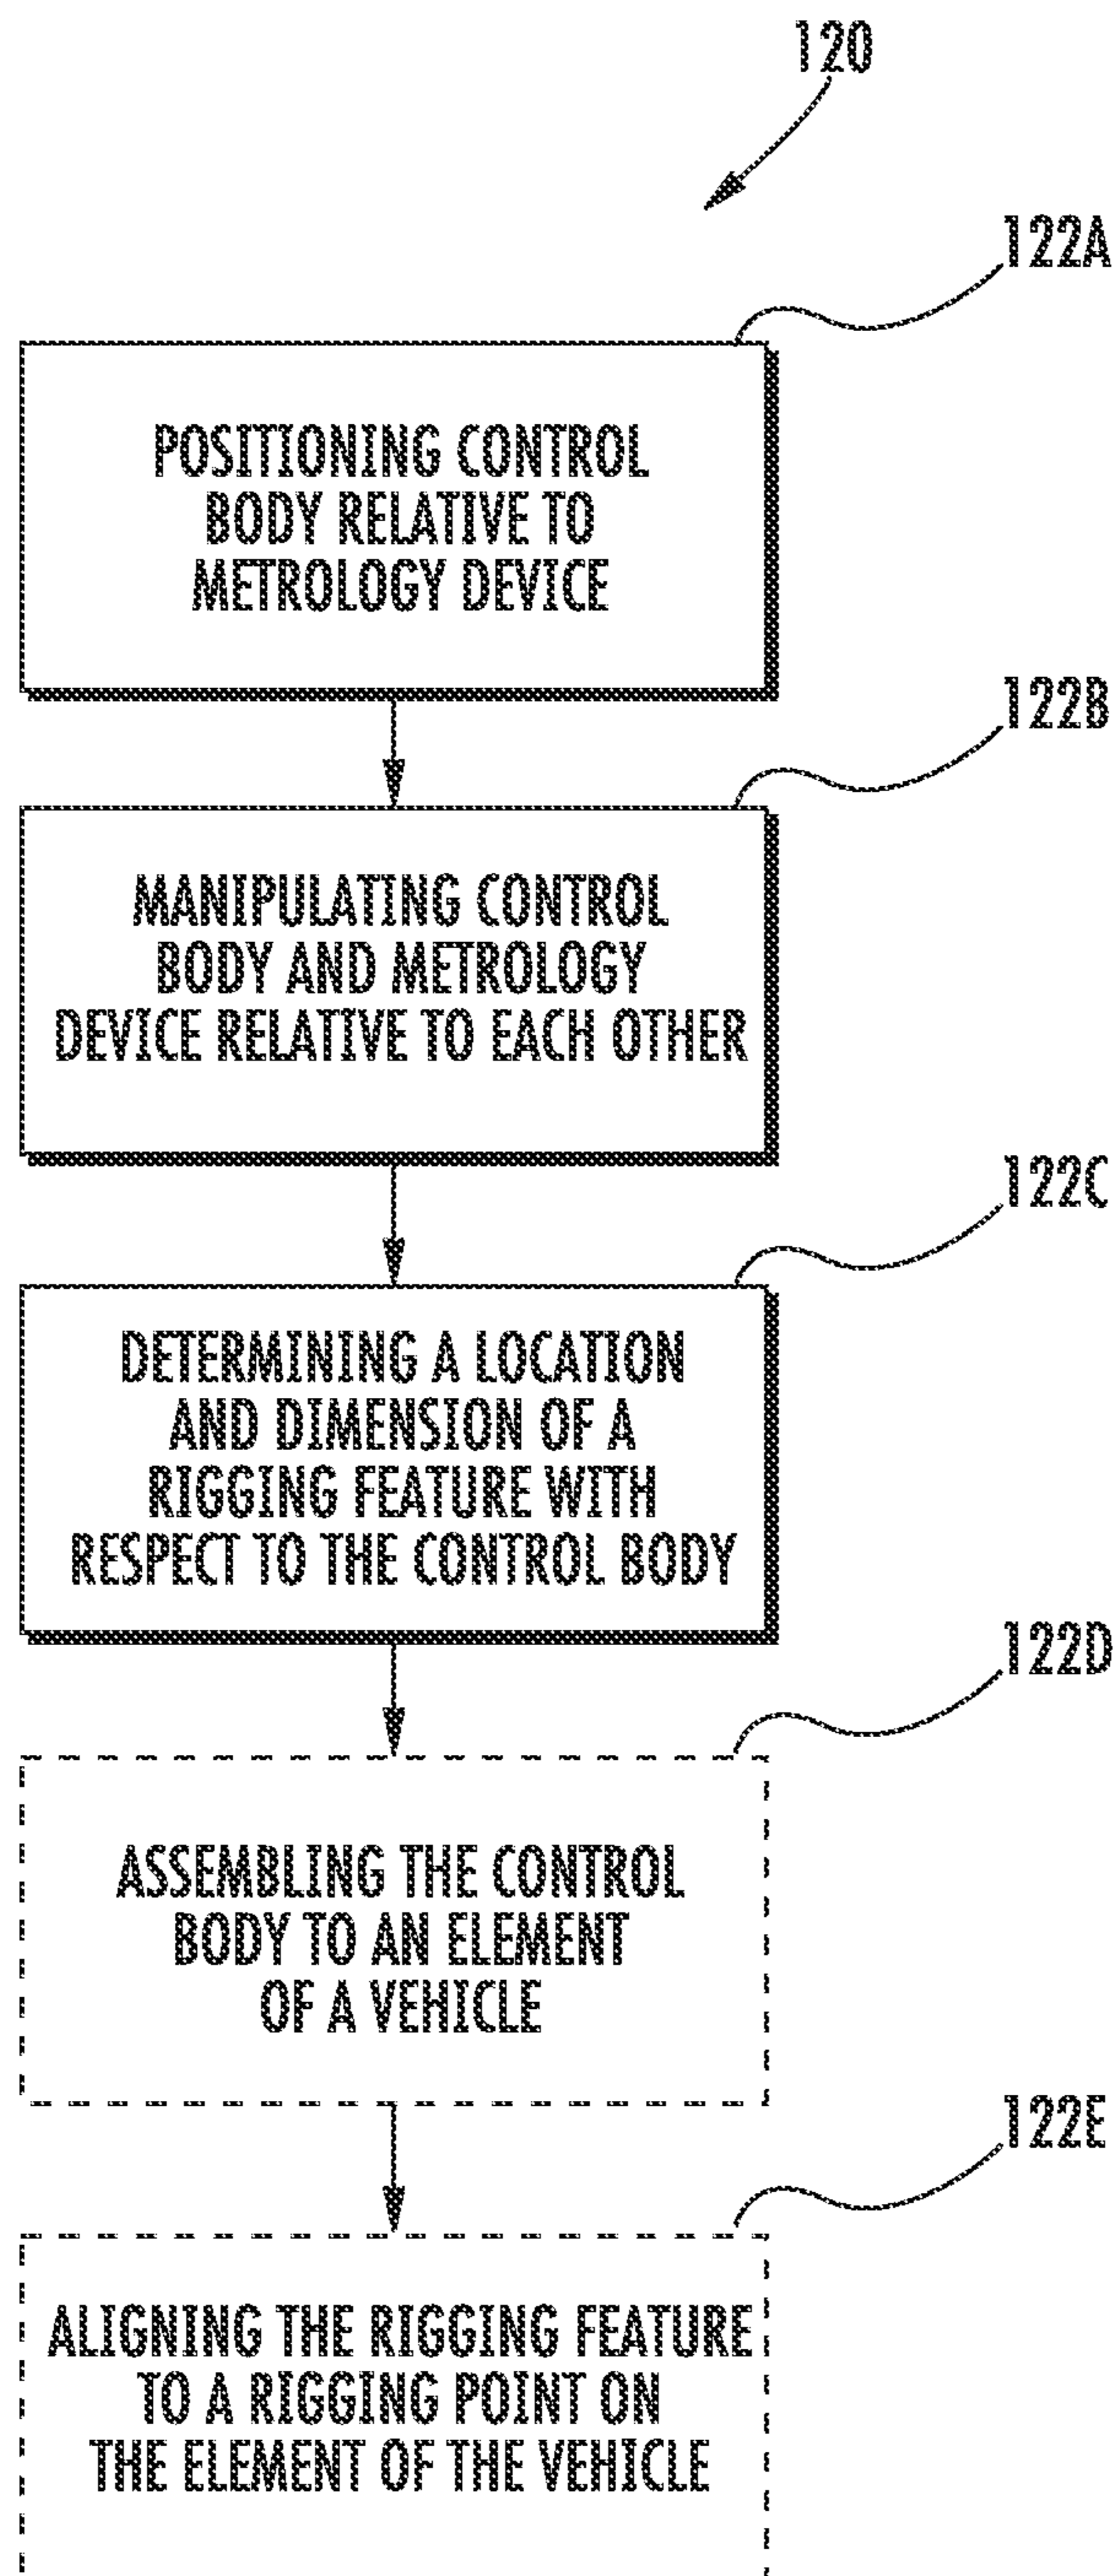 120
122A
POSITIONING CONTROL
BODY RELATIVE TO
METROLOGY DEVICE
122B
MANIPULATING CONTROL
BODY AND METROLOGY
DEVICE RELATIVE TO EACH OTHER
122C
DETERMINING A LOCATION
AND DIMENSION OF A
RIGGING FEATURE WITH
RESPECT TO THE CONTROL BODY
122D
ASSEMBLING THE CONTROL
BODY TO AN ELEMENT
OF A VEHICLE
122E
ALIGNING THE RIGGING FEATURE
TO A RIGGING POINT ON
THE ELEMENT OF THE VEHICLE